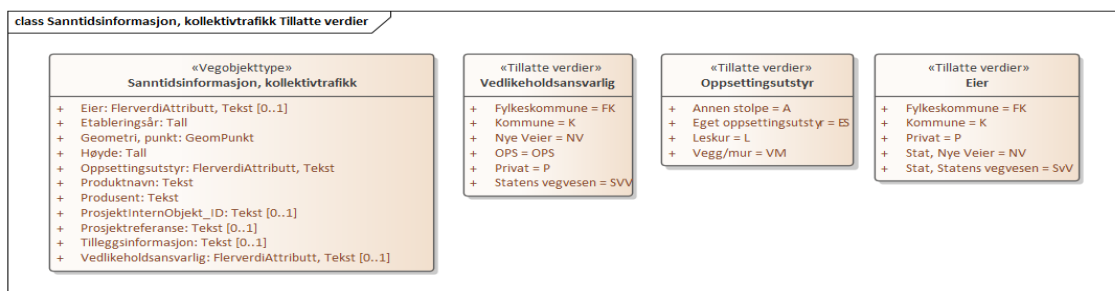 class Sanntidsinformasjon, kollektivtrafikk Tillatte verdier
«Vegobjekttype»
Sanntidsinformasjon, kollektivtrafikk
+ Eier: FlerverdiAttributt, Tekst [0..1]
+ Etableringsår: Tall
+ Geometri, punkt: GeomPunkt
+ Høyde: Tall
+ Oppsettingsutstyr: FlerverdiAttributt, Tekst
+ Produktnavn: Tekst
+ Produsent: Tekst
+ ProsjektInternObjekt_ID: Tekst [0..1]
+ Prosjektreferanse: Tekst [0..1]
+ Tilleggsinformasjon: Tekst [0..1]
+ Vedlikeholdsansvarlig: FlerverdiAttributt, Tekst [0..1]
«Tillatte verdier»
Vedlikeholdsansvarlig
+ Fylkeskommune = FK
+ Kommune = K
+ Nye Veier = NV
+ OPS = OPS
+ Privat = P
+ Statens vegvesen = SVV
«Tillatte verdier»
Oppsettingsutstyr
+ Annen stolpe = A
+ Eget oppsettingsutstyr = ES
+ Leskur = L
+ Vegg/mur = VM
«Tillatte verdier»
Eier
+ Fylkeskommune = FK
+ Kommune = K
+ Privat = P
+ Stat, Nye Veier = NV
+ Stat, Statens vegvesen = SvV